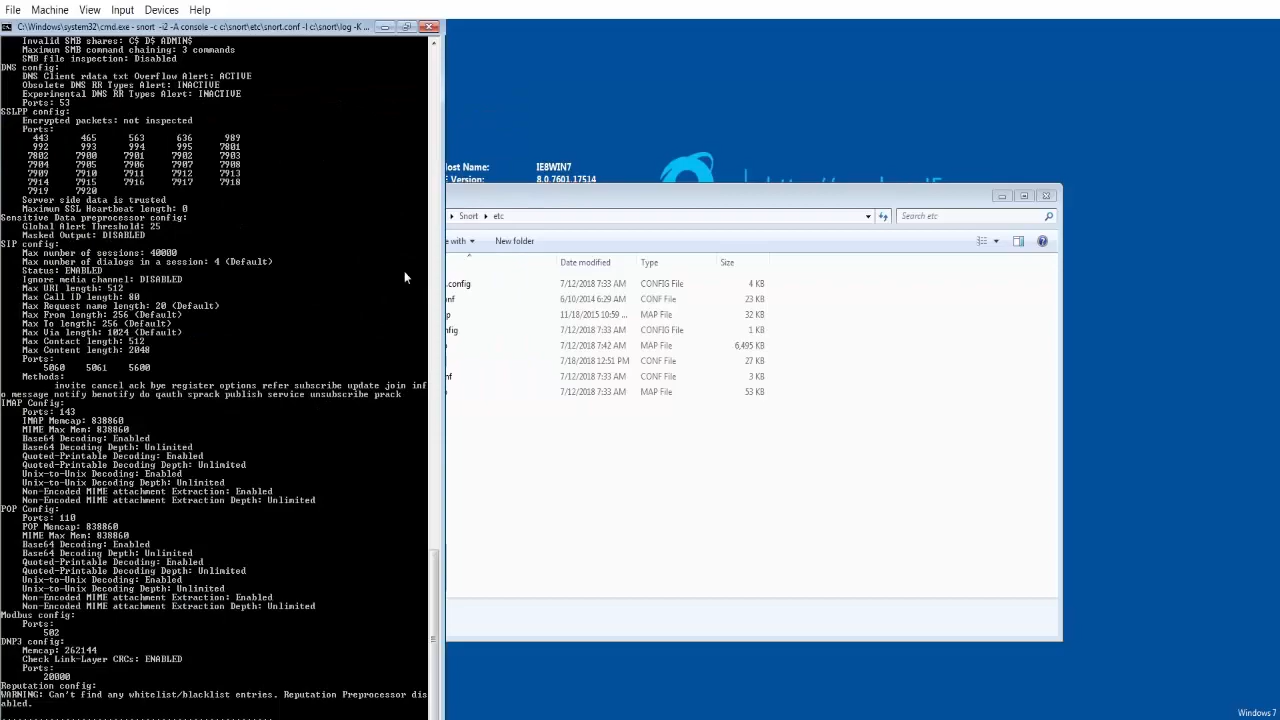 File Machine View Input Devices Help
C:\Windows\system32\cmd.exe - snort -i2 -A console -c c:\snort\etc\snort.conf -l c:\snort\log -K ...
Invalid SMB shares: C$ D$ ADMIN$
Maximum SMB command chaining: 3 commands
SMB file inspection: Disabled
DNS config:
DNS Client rdata txt Overflow Alert: ACTIVE
Obsolete DNS RR Types Alert: INACTIVE
Experimental DNS RR Types Alert: INACTIVE
Ports: 53
SSLPP config:
Encrypted packets: not inspected
Ports:
443 465 563 636 989
992 993 994 995 7801
7802 7900 7901 7902 7903
7904 7905 7906 7907 7908
7909 7910 7911 7912 7913
7914 7915 7916 7917 7918
7919 7920
Server side data is trusted
Maximum SSL Heartbeat length: 0
Sensitive Data preprocessor config:
Global Alert Threshold: 25
Masked Output: DISABLED
SIP config:
Max number of sessions: 40000
Max number of dialogs in a session: 4 (Default)
Status: ENABLED
Ignore media channel: DISABLED
Max URI length: 512
Max Call ID length: 80
Max Request name length: 20 (Default)
Max From length: 256 (Default)
Max To length: 256 (Default)
Max Via length: 1024 (Default)
Max Contact length: 512
Max Content length: 2048
Ports:
5060 5061 5600
Methods:
invite cancel ack bye register options refer subscribe update join inf
o message notify benotify do qauth sprack publish service unsubscribe prack
IMAP Config:
Ports: 143
IMAP Memcap: 838860
MIME Max Mem: 838860
Base64 Decoding: Enabled
Base64 Decoding Depth: Unlimited
Quoted-Printable Decoding: Enabled
Quoted-Printable Decoding Depth: Unlimited
Unix-to-Unix Decoding: Enabled
Unix-to-Unix Decoding Depth: Unlimited
Non-Encoded MIME attachment Extraction: Enabled
Non-Encoded MIME attachment Extraction Depth: Unlimited
POP Config:
Ports: 110
POP Memcap: 838860
MIME Max Mem: 838860
Base64 Decoding: Enabled
Base64 Decoding Depth: Unlimited
Quoted-Printable Decoding: Enabled
Quoted-Printable Decoding Depth: Unlimited
Unix-to-Unix Decoding: Enabled
Unix-to-Unix Decoding Depth: Unlimited
Non-Encoded MIME attachment Extraction: Enabled
Non-Encoded MIME attachment Extraction Depth: Unlimited
Modbus config:
Ports:
502
DNP3 config:
Memcap: 262144
Check Link-Layer CRCs: ENABLED
Ports:
20000
Reputation config:
WARNING: Can't find any whitelist/blacklist entries. Reputation Preprocessor dis
abled.
ost Name: IE8WIN7
E Version: 8.0.7601.17514
Snort etc Search etc
e with New folder
Date modified Type Size
.config 7/12/2018 7:33 AM CONFIG File 4 KB
nf 6/10/2014 6:29 AM CONF File 23 KB
p 11/18/2015 10:59 ... MAP File 32 KB
fig 7/12/2018 7:33 AM CONFIG File 1 KB
7/12/2018 7:42 AM MAP File 6,495 KB
7/18/2018 12:51 PM CONF File 27 KB
nf 7/12/2018 7:33 AM CONF File 3 KB
7/12/2018 7:33 AM MAP File 53 KB
Windows 7